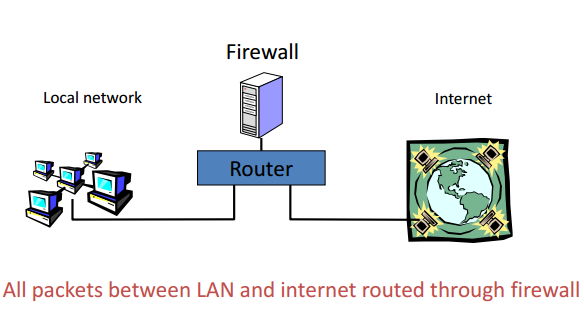 Firewall
Local network
Internet
Router
All packets between LAN and internet routed through firewall